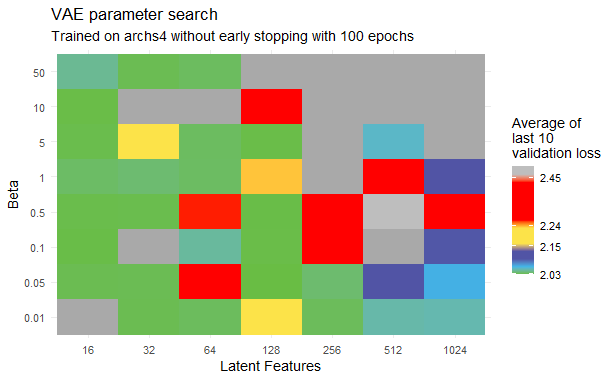 VAE parameter search
Trained on archs4 without early stopping with 100 epochs
Beta
50
10
5
1
0.5
0.1
0.05
0.01
16 32 64 128 256 512 1024
Latent Features
Average of
last 10
validation loss
2.45
2.24
2.15
2.03